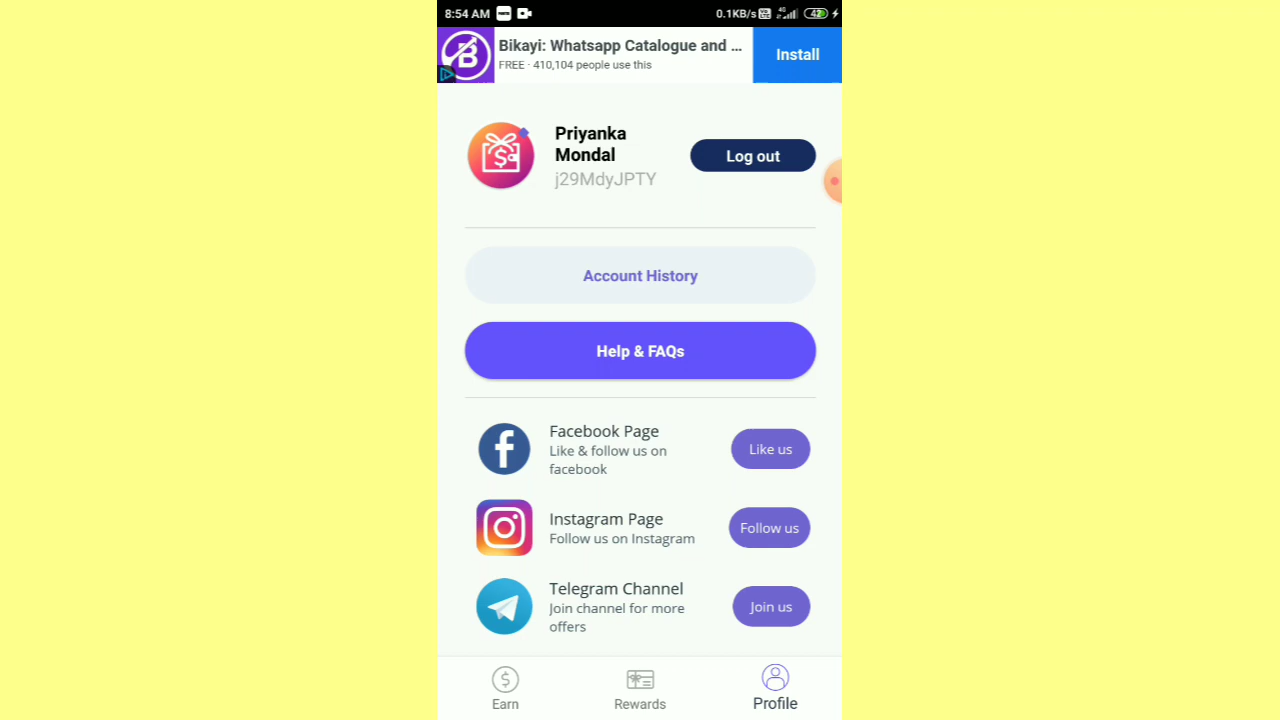 8:54 AM
0.1KB/s 4G 42
Bikayi: Whatsapp Catalogue and ...
FREE · 410,104 people use this
Install
Priyanka
Mondal
j29MdyJPTY
Log out
Account History
Help & FAQs
Facebook Page
Like & follow us on
facebook
Like us
Instagram Page
Follow us on Instagram
Follow us
Telegram Channel
Join channel for more
offers
Join us
Earn
Rewards
Profile